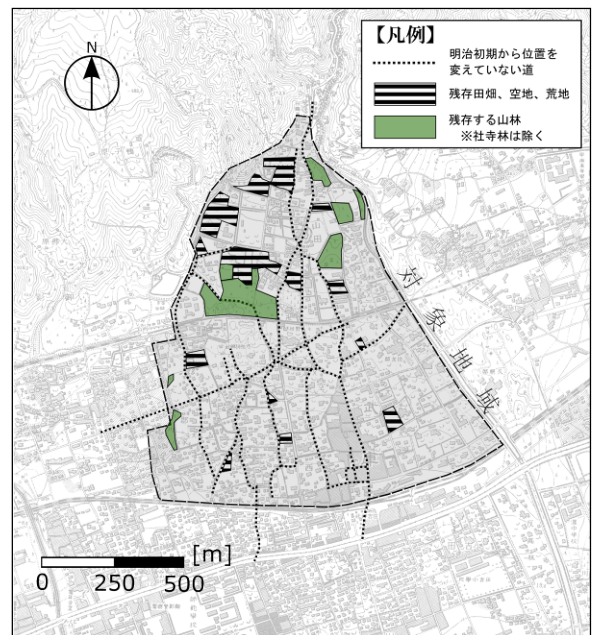 【凡例】
明治初期から位置を
変えていない道
残存田畑、空地、荒地
残存する山林
※社寺林は除く
N
対象地域
[m]
0 250 500